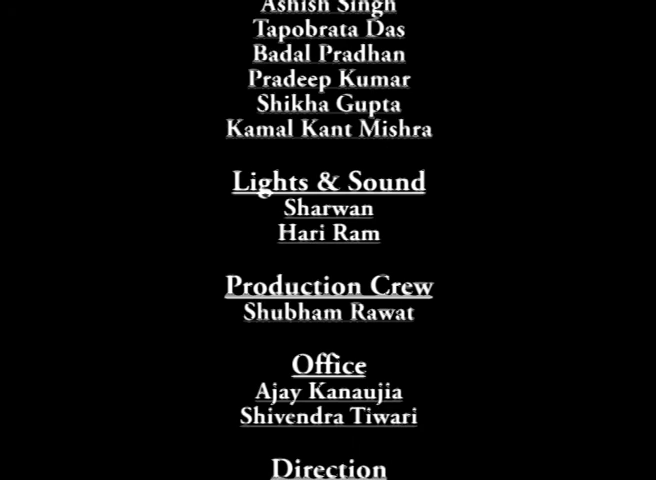 Ashish Singh
Tapobrata Das
Badal Pradhan
Pradeep Kumar
Shikha Gupta
Kamal Kant Mishra
Lights & Sound
Sharwan
Hari Ram
Production Crew
Shubham Rawat
Office
Ajay Kanaujia
Shivendra Tiwari
Direction